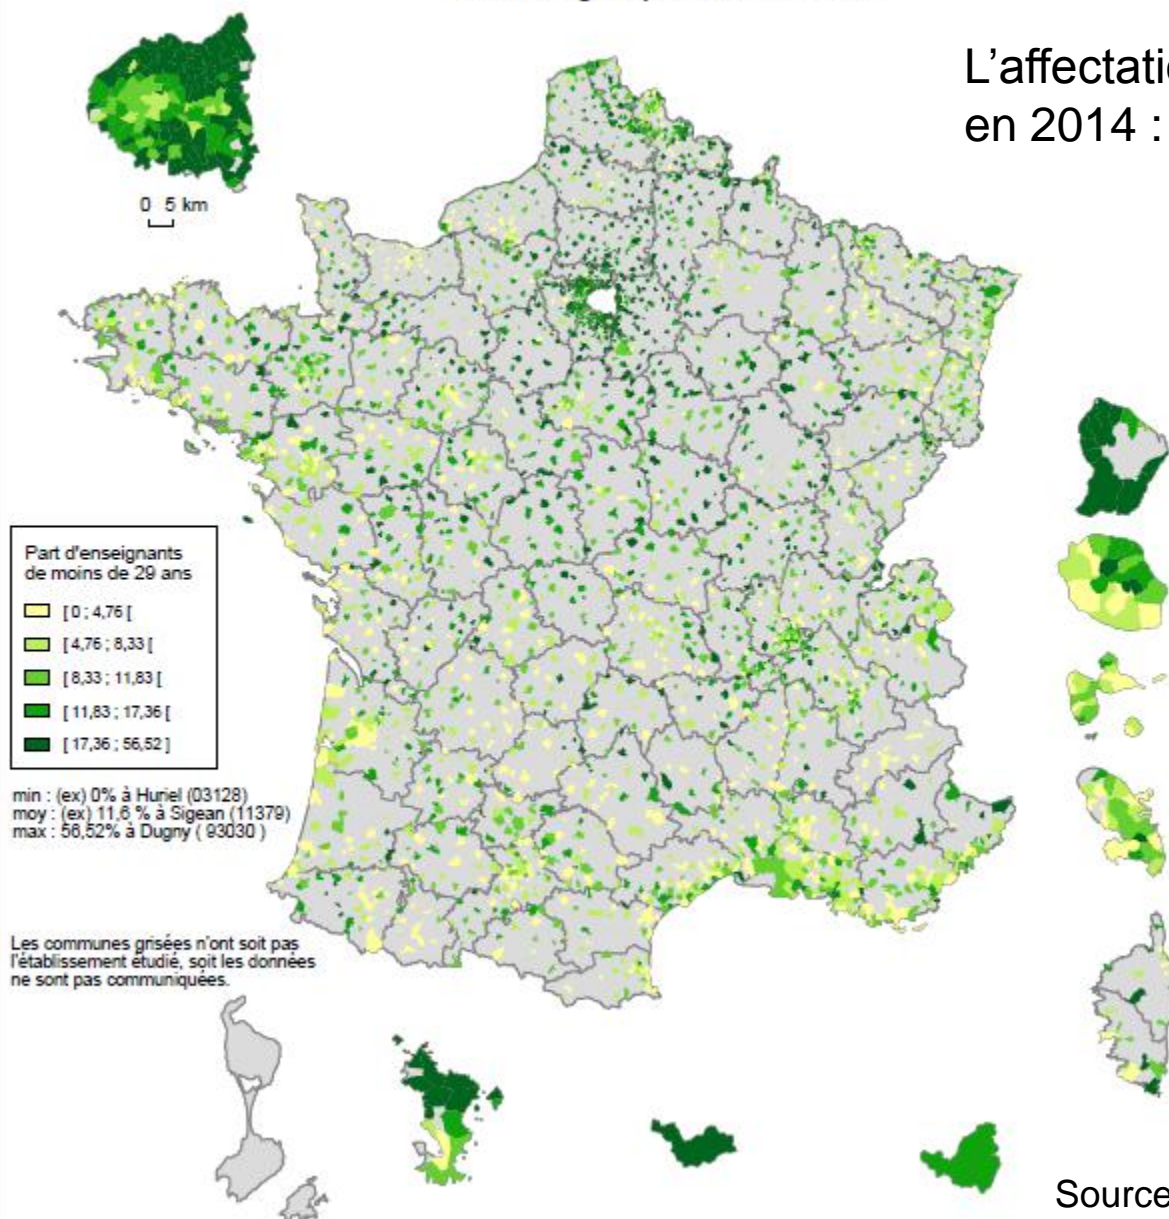 L'affectatio
en 2014 :
0 5 km
Part d'enseignants
de moins de 29 ans
[ 0 ; 4,76 [
[ 4,76 ; 8,33 [
[ 8,33 ; 11,83 [
[ 11,83 ; 17,36 [
[ 17,36 ; 56,52 ]
min : (ex) 0% à Huriel (03128)
moy : (ex) 11,6 % à Sigean (11379)
max : 56,52% à Dugny ( 93030 )
Les communes grisées n'ont soit pas
l'établissement étudié, soit les données
ne sont pas communiquées.
Source